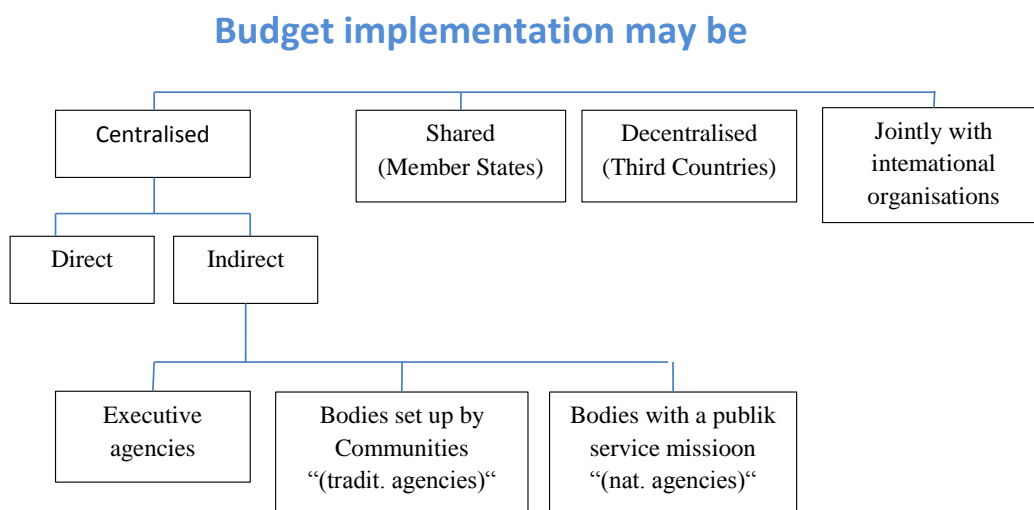 Budget implementation may be
Centralised
Shared
(Member States)
Decentralised
(Third Countries)
Jointly with
intemational
organisations
Direct
Indirect
Executive
agencies
Bodies set up by
Communities
“(tradit. agencies)“
Bodies with a publik
service missioon
“(nat. agencies)“